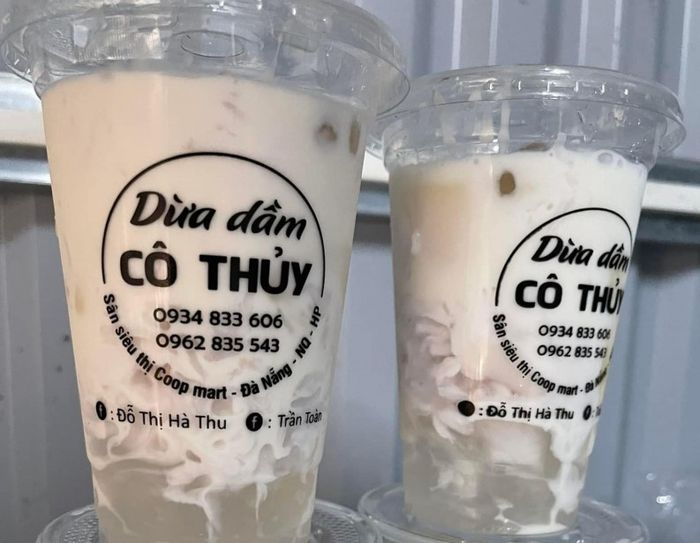 Dừa dầm
CÔ THỦY
0934 833 606
0962 835 543
Sân siêu thị Coop mart - Đà Nẵng - NQ - HP
: Đỗ Thị Hà Thu : Trần Toàn
Dừa dầm
CÔ THỦY
0934 833 606
0962 835 543
Sân siêu thị Coop mart - Đà Nẵng
: Đỗ Thị Hà Thu